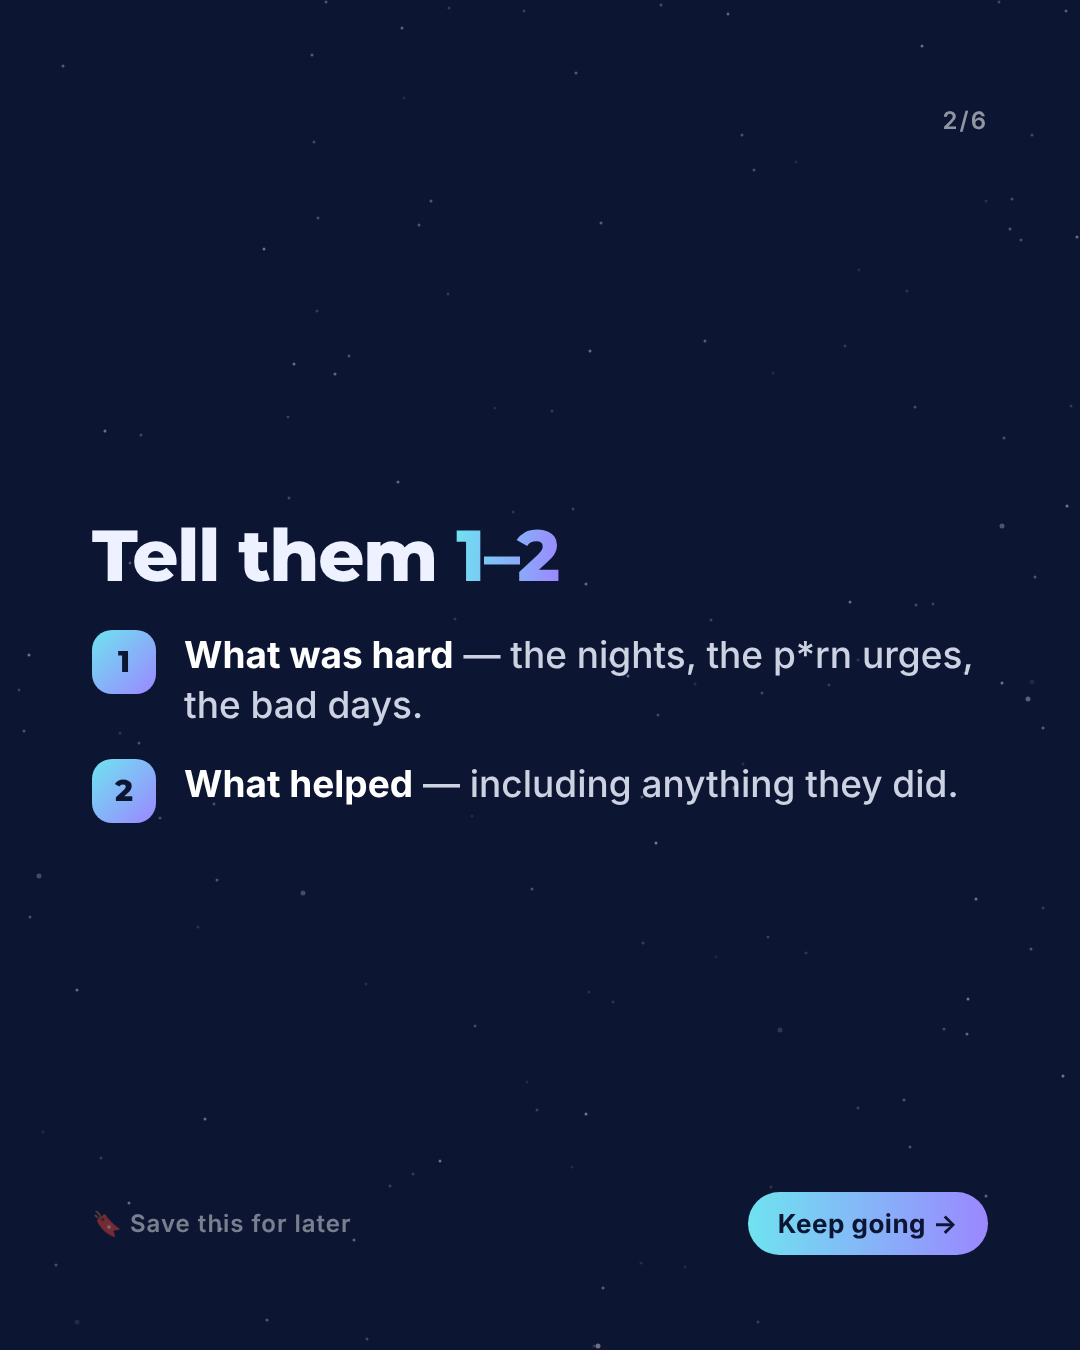 2/6
Tell them 1–2
1 What was hard — the nights, the p*rn urges,
the bad days.
2 What helped — including anything they did.
🔖 Save this for later
Keep going →